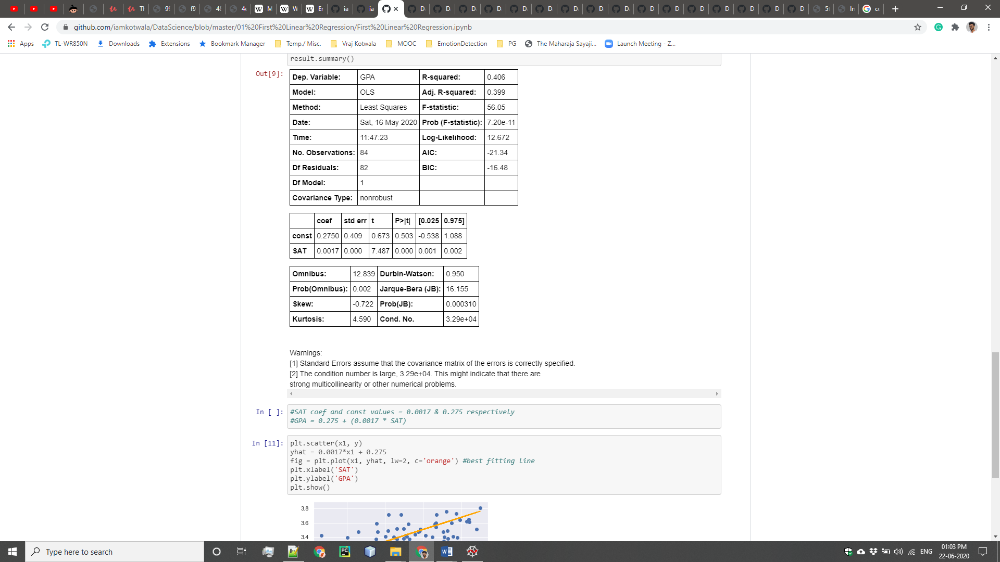 github.com/iamkotwala/DataScience/blob/master/01%20First%20Linear%20Regression/First%20Linear%20Regression.ipynb
Apps TL-WR850N Downloads Extensions Bookmark Manager Temp./ Misc. Vraj Kotwala MOOC EmotionDetection PG The Maharaja Sayaji... Launch Meeting - Z...
result.summary()
Out[9]:
Dep. Variable: GPA R-squared: 0.406
Model: OLS Adj. R-squared: 0.399
Method: Least Squares F-statistic: 56.05
Date: Sat, 16 May 2020 Prob (F-statistic): 7.20e-11
Time: 11:47:23 Log-Likelihood: 12.672
No. Observations: 84 AIC: -21.34
Df Residuals: 82 BIC: -16.48
Df Model: 1
Covariance Type: nonrobust
coef std err t P>|t| [0.025 0.975]
const 0.2750 0.409 0.673 0.503 -0.538 1.088
SAT 0.0017 0.000 7.487 0.000 0.001 0.002
Omnibus: 12.839 Durbin-Watson: 0.950
Prob(Omnibus): 0.002 Jarque-Bera (JB): 16.155
Skew: -0.722 Prob(JB): 0.000310
Kurtosis: 4.590 Cond. No. 3.29e+04
Warnings:
[1] Standard Errors assume that the covariance matrix of the errors is correctly specified.
[2] The condition number is large, 3.29e+04. This might indicate that there are
strong multicollinearity or other numerical problems.
In [ ]: #SAT coef and const values = 0.0017 & 0.275 respectively
#GPA = 0.275 + (0.0017 * SAT)
In [11]: plt.scatter(x1, y)
yhat = 0.0017*x1 + 0.275
fig = plt.plot(x1, yhat, lw=2, c='orange') #best fitting line
plt.xlabel('SAT')
plt.ylabel('GPA')
plt.show()
3.8
3.6
3.4
Type here to search
ENG
01:03 PM
22-06-2020